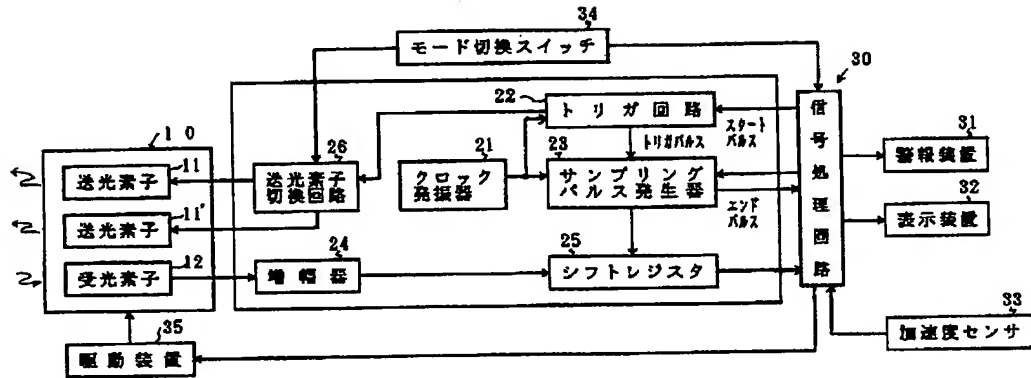 34
モード切換スイッチ
30
22
トリガ回路
スタート
パルス
トリガパルス
信号処理回路
31
警報装置
10
11
送光素子
26
送光素子
切換回路
21
クロック
発振器
23
サンプリング
パルス発生器
エンド
パルス
32
表示装置
11'
送光素子
12
受光素子
24
増幅器
25
シフトレジスタ
33
加速度センサ
35
駆動装置